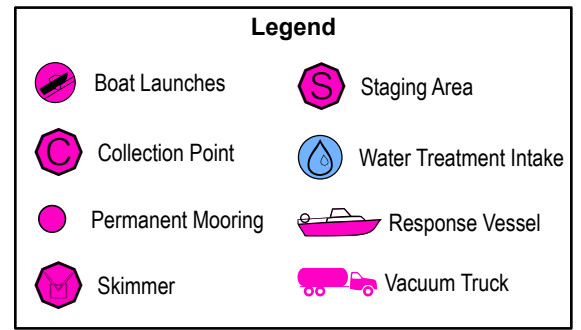 Legend
Boat Launches
S
Staging Area
C
Collection Point
Water Treatment Intake
Permanent Mooring
Response Vessel
Skimmer
Vacuum Truck